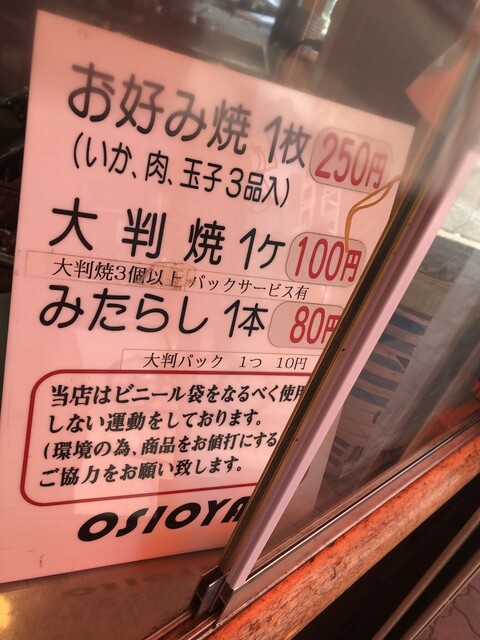 お好み焼 1枚 250円
(いか、肉、玉子3品入)
大判焼 1ケ 100円
大判焼3個以上 パックサービス有
みたらし 1本 80円
大判パック 1つ 10円
当店はビニール袋をなるべく使用
しない運動をしております。
(環境の為、商品をお値打にする
ご協力をお願い致します。
OSIOYA